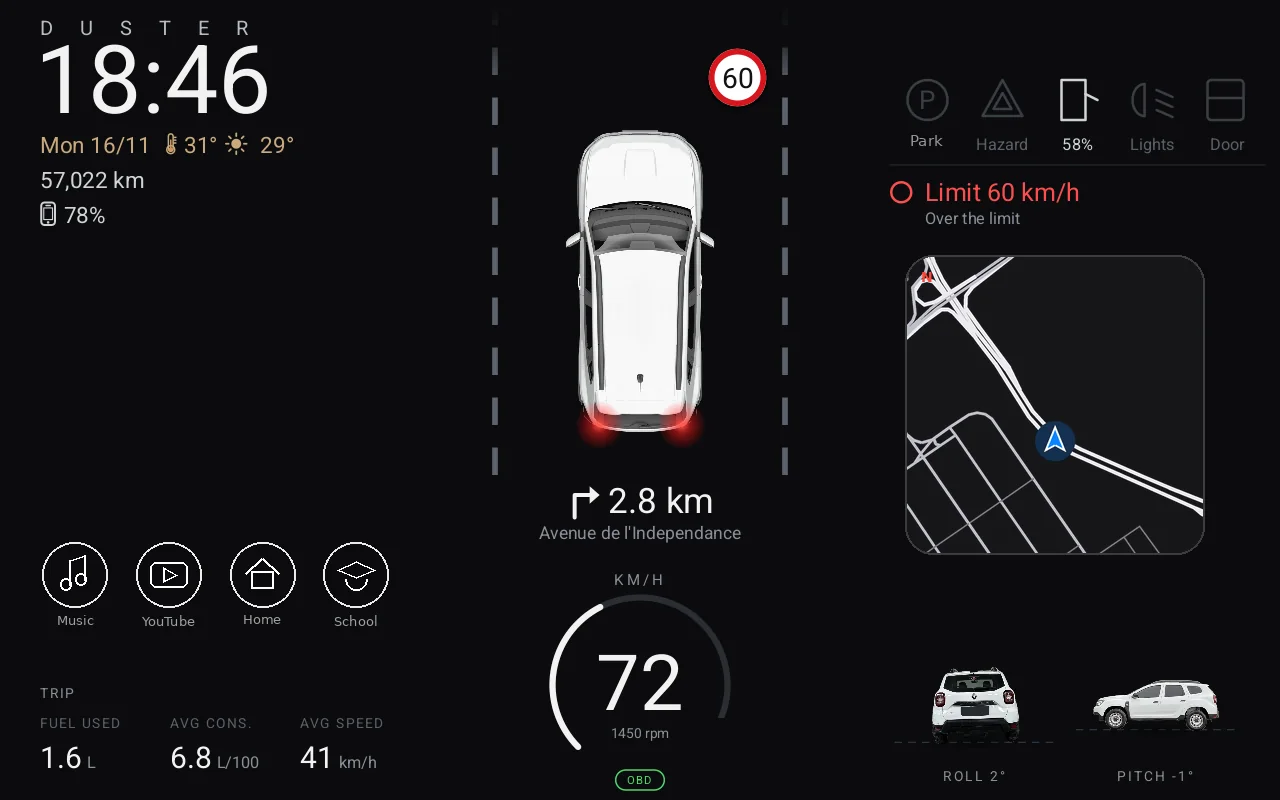 DUSTER
18:46
Mon 16/11 31° 29°
57,022 km
78%
Music YouTube Home School
TRIP
FUEL USED AVG CONS. AVG SPEED
1.6 L 6.8 L/100 41 km/h
60
2.8 km
Avenue de l'Independance
KM/H
72
1450 rpm
OBD
P
Park Hazard 58% Lights Door
Limit 60 km/h
Over the limit
N
ROLL 2° PITCH -1°